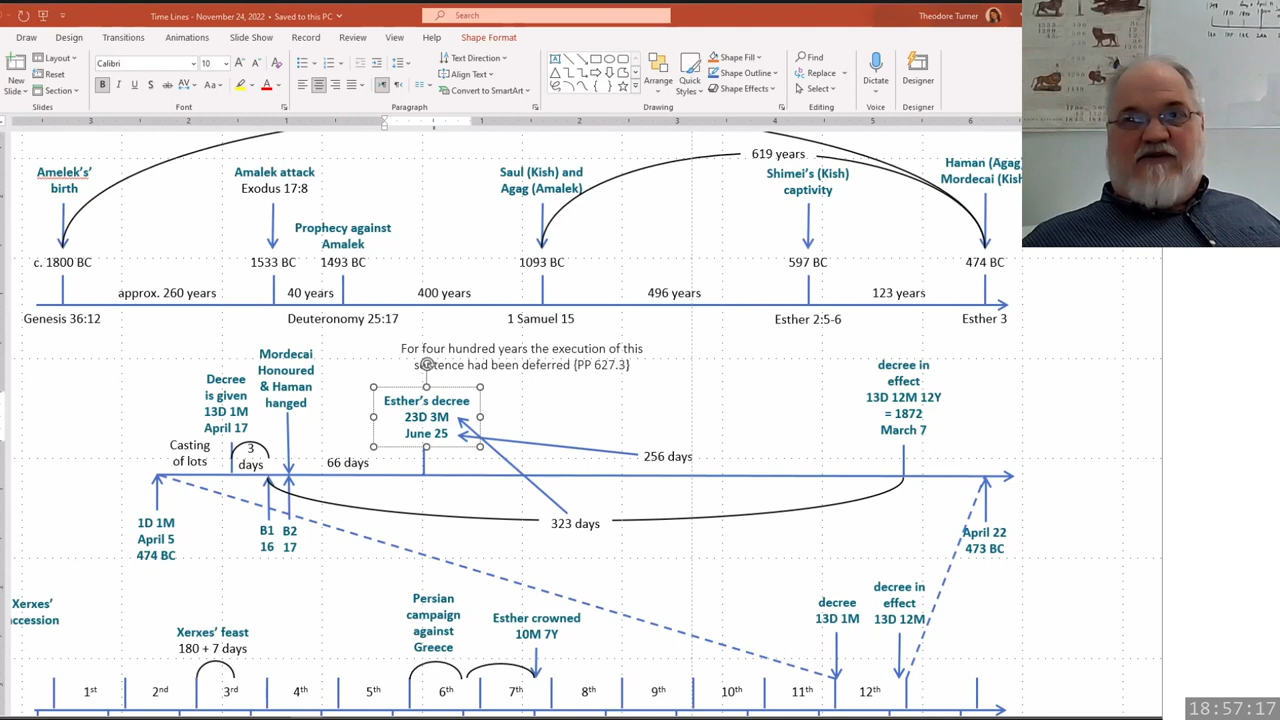 Time Lines - November 24, 2022 • Saved to this PC
Search
Theodore Turner
Draw Design Transitions Animations Slide Show Record Review View Help Shape Format
New Slide
Layout
Reset
Section
Slides
Calibri 10
Font
Text Direction
Align Text
Convert to SmartArt
Paragraph
Arrange
Quick Styles
Shape Fill
Shape Outline
Shape Effects
Drawing
Find
Replace
Select
Editing
Dictate
Voice
Designer
Designer
3 2 1 0 1 2 3 4 5 6
619 years
Amelek's'
birth
Amalek attack
Exodus 17:8
Prophecy against
Amalek
Saul (Kish) and
Agag (Amalek)
Shimei's (Kish)
captivity
Haman (Agag
Mordecai (Kish
c. 1800 BC 1533 BC 1493 BC 1093 BC 597 BC 474 BC
approx. 260 years 40 years 400 years 496 years 123 years
Genesis 36:12 Deuteronomy 25:17 1 Samuel 15 Esther 2:5-6 Esther 3
For four hundred years the execution of this
sentence had been deferred {PP 627.3}
Decree
is given
13D 1M
April 17
Mordecai
Honoured
& Haman
hanged
Esther's decree
23D 3M
June 25
decree in
effect
13D 12M 12Y
= 1872
March 7
Casting
of lots
3
days
66 days
256 days
323 days
1D 1M
April 5
474 BC
B1
16
B2
17
April 22
473 BC
Xerxes'
ccession
Xerxes' feast
180 + 7 days
Persian
campaign
against
Greece
Esther crowned
10M 7Y
decree
13D 1M
decree in
effect
13D 12M
1st 2nd 3rd 4th 5th 6th 7th 8th 9th 10th 11th 12th
18:57:17